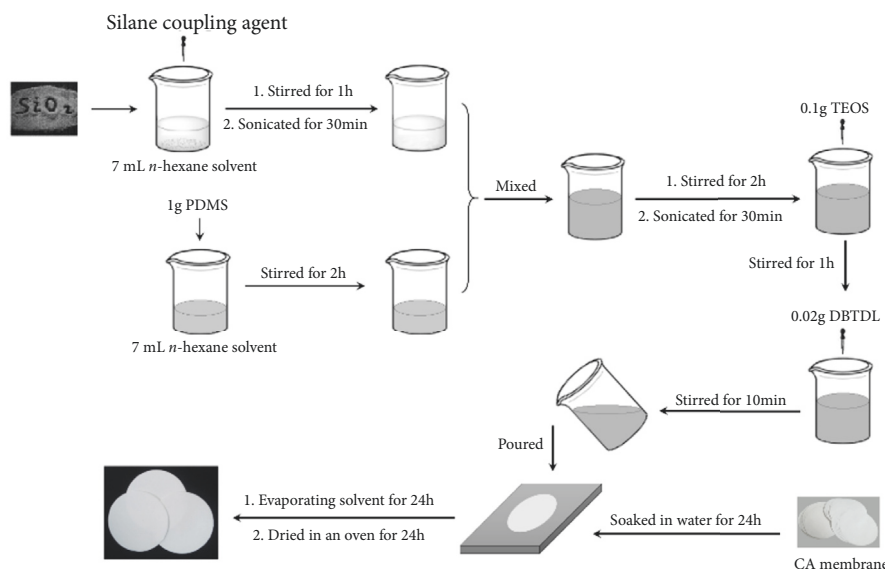 Silane coupling agent
SiO2
1. Stirred for 1h
2. Sonicated for 30min
7 mL n-hexane solvent
1g PDMS
Stirred for 2h
7 mL n-hexane solvent
Mixed
1. Stirred for 2h
2. Sonicated for 30min
0.1g TEOS
Stirred for 1h
0.02g DBTDL
Stirred for 10min
Poured
1. Evaporating solvent for 24h
2. Dried in an oven for 24h
Soaked in water for 24h
CA membrane